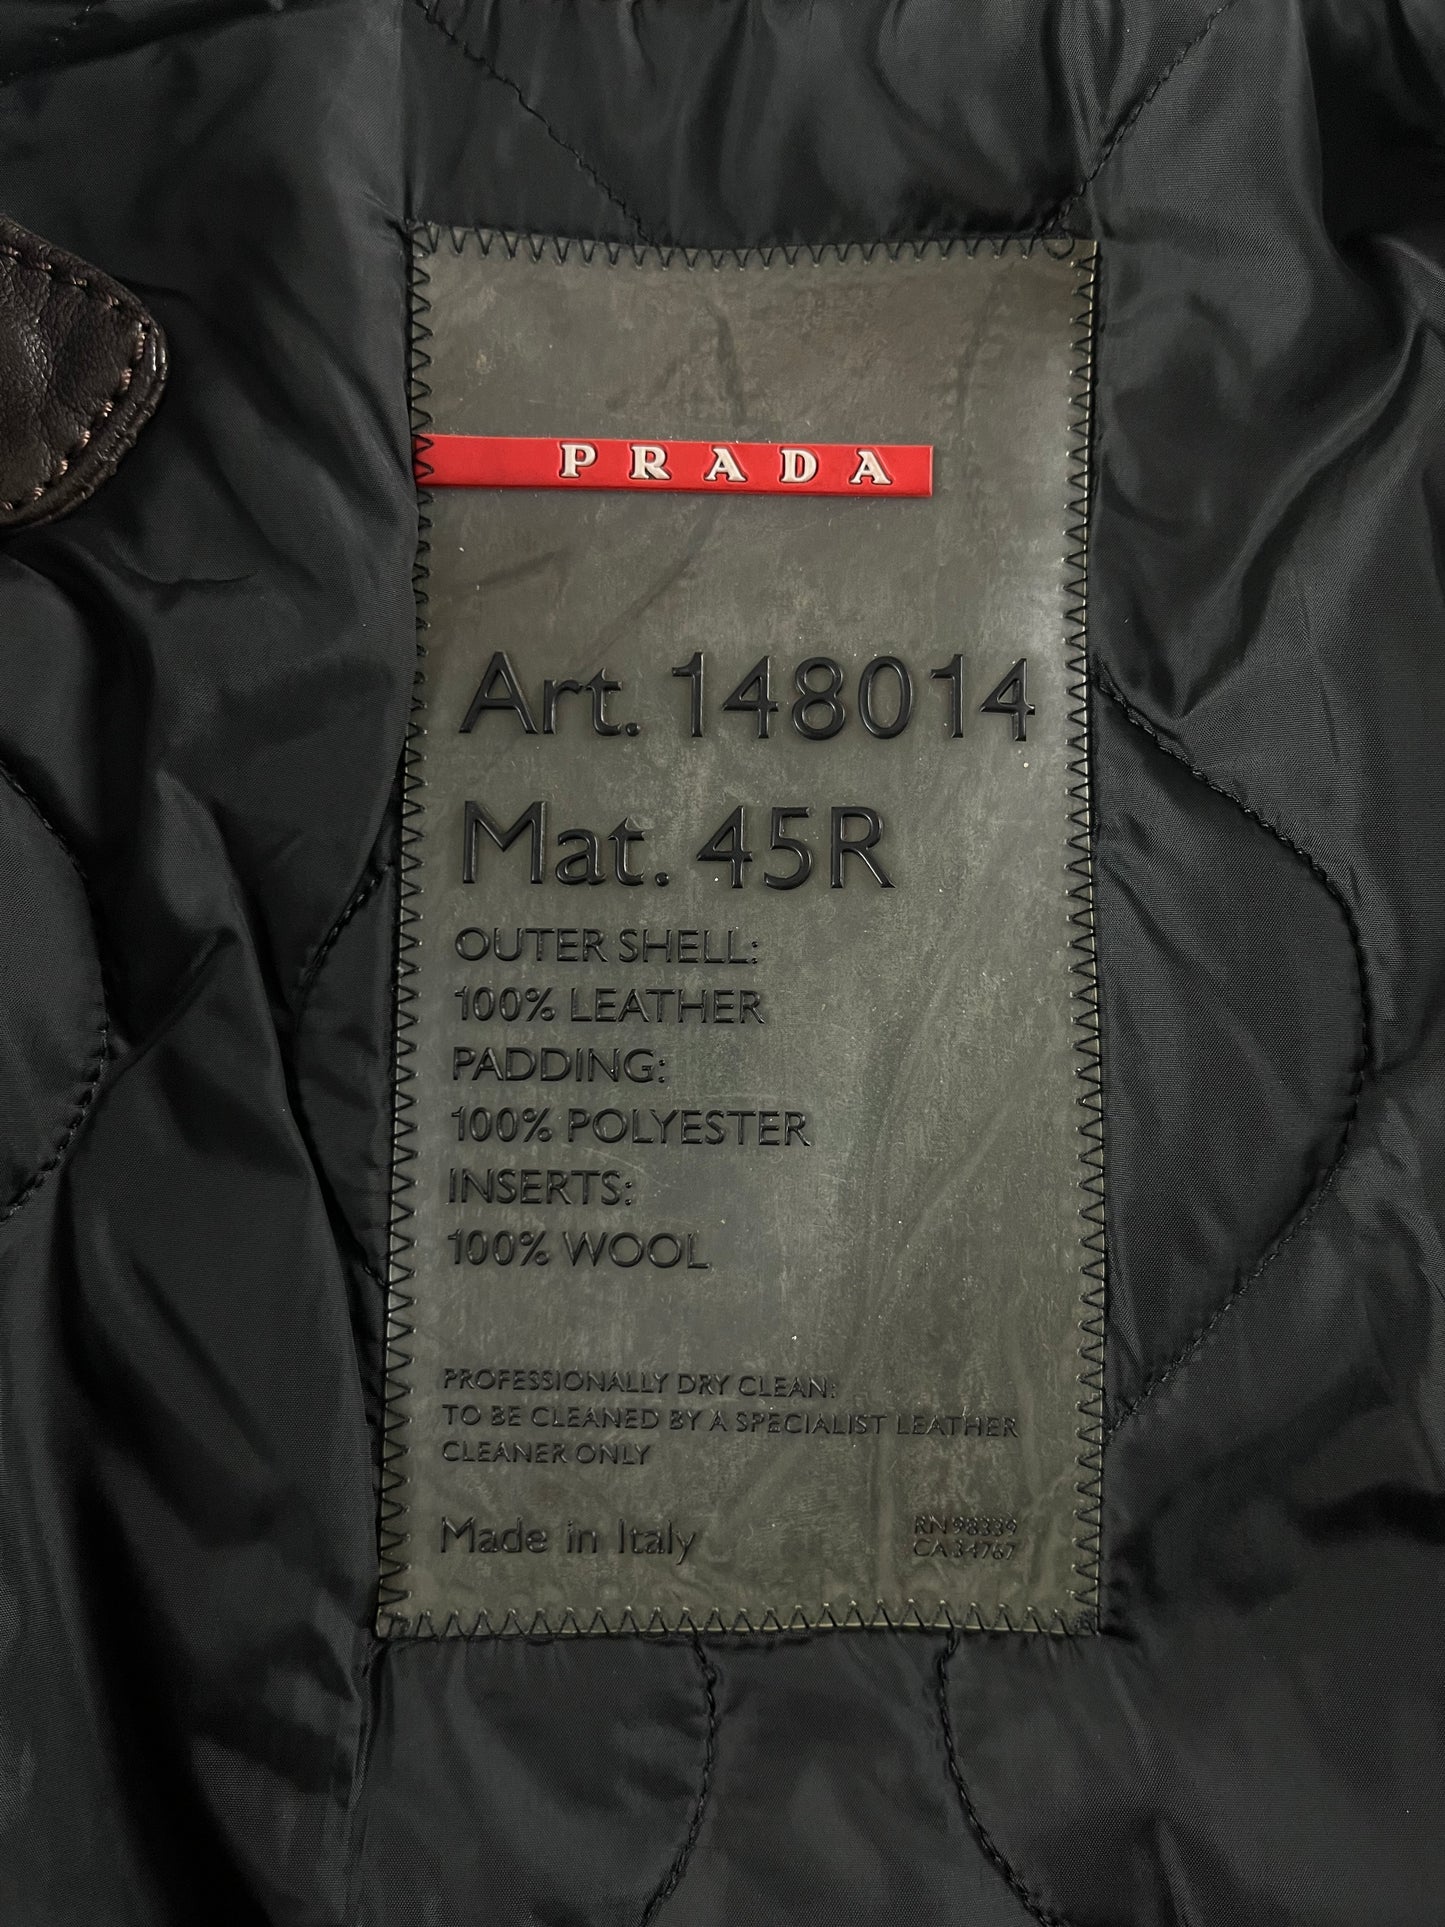 PRADA
Art. 148014
Mat. 45R
OUTER SHELL:
100% LEATHER
PADDING:
100% POLYESTER
INSERTS:
100% WOOL
PROFESSIONALLY DRY CLEAN:
TO BE CLEANED BY A SPECIALIST LEATHER
CLEANER ONLY
Made in Italy
RN 98339
CA 34767